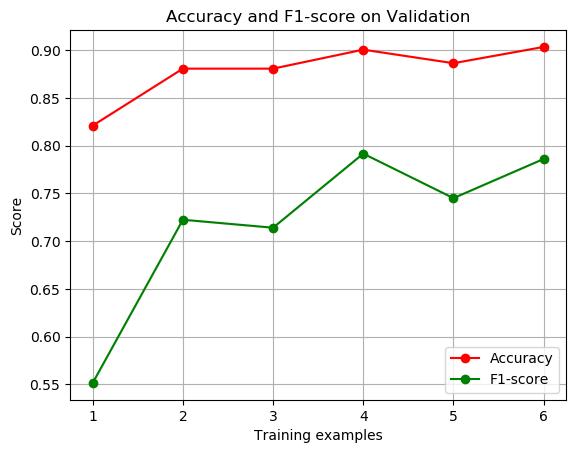 Accuracy and F1-score on Validation
0.90
0.85
0.80
0.75
0.70
0.65
0.60
0.55
Score
Accuracy
F1-score
1 2 3 4 5 6
Training examples